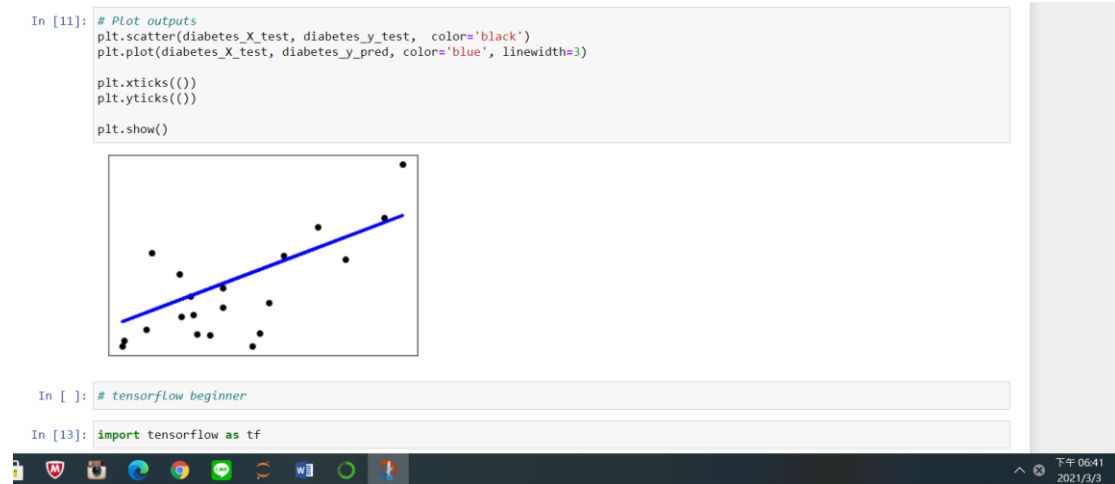 In [11]: # Plot outputs
plt.scatter(diabetes_X_test, diabetes_y_test,  color='black')
plt.plot(diabetes_X_test, diabetes_y_pred, color='blue', linewidth=3)
plt.xticks(())
plt.yticks(())
plt.show()
In [ ]: # tensorflow beginner
In [13]: import tensorflow as tf
下午 06:41
2021/3/3